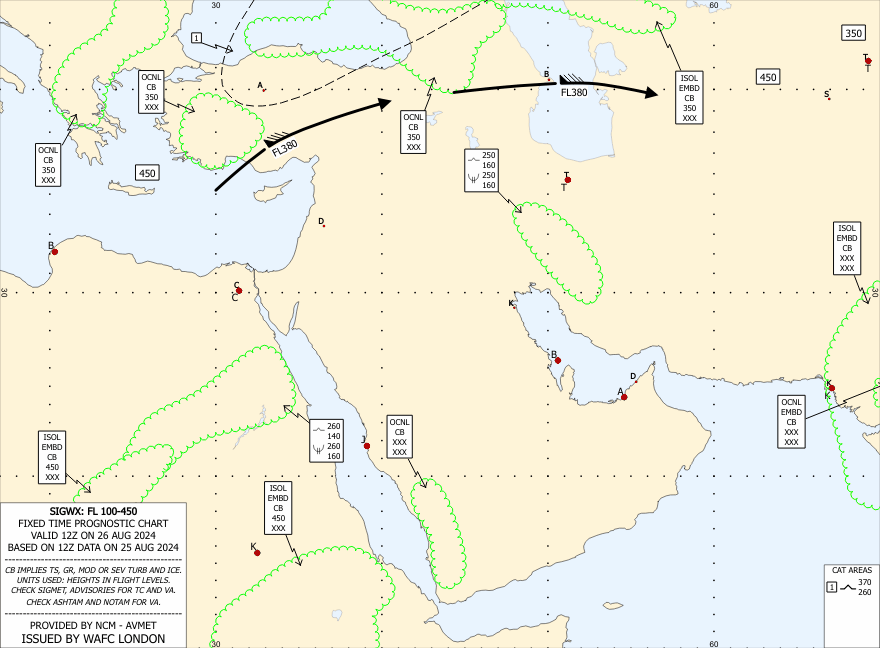 30
60
350
1
T
T
B
450
OCNL
CB
350
XXX
A
ISOL
EMBD
CB
350
XXX
S
FL380
OCNL
CB
350
XXX
FL380
OCNL
CB
350
XXX
450
250
160
250
160
T
T
D
B
ISOL
EMBD
CB
XXX
XXX
C
C
30
30
K
B
D
A
K
K
OCNL
EMBD
CB
XXX
XXX
260
140
260
160
J
OCNL
CB
XXX
XXX
ISOL
EMBD
CB
450
XXX
ISOL
EMBD
CB
450
XXX
K
SIGWX: FL 100-450
FIXED TIME PROGNOSTIC CHART
VALID 12Z ON 26 AUG 2024
BASED ON 12Z DATA ON 25 AUG 2024
CB IMPLIES TS, GR, MOD OR SEV TURB AND ICE.
UNITS USED: HEIGHTS IN FLIGHT LEVELS.
CHECK SIGMET, ADVISORIES FOR TC AND VA.
CHECK ASHTAM AND NOTAM FOR VA.
PROVIDED BY NCM - AVMET
ISSUED BY WAFC LONDON
CAT AREAS
1 370
260
30
60